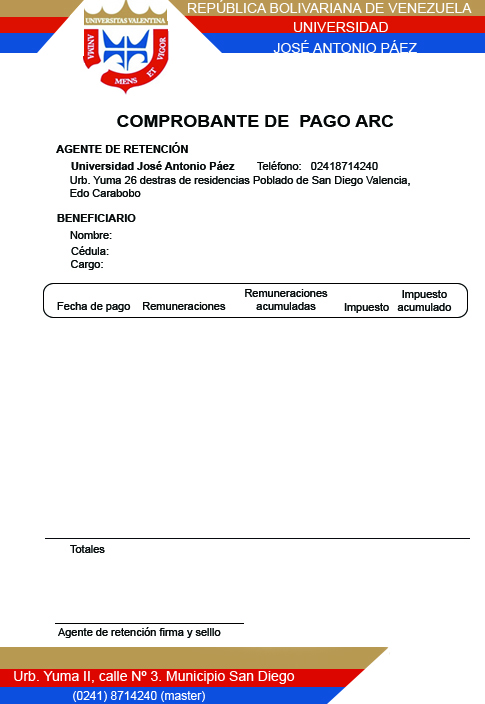 REPÚBLICA BOLIVARIANA DE VENEZUELA
UNIVERSIDAD
JOSÉ ANTONIO PÁEZ
UNIVERSITAS VALENTINA
ANIMA
MENS ET VIGOR
COMPROBANTE DE PAGO ARC
AGENTE DE RETENCIÓN
Universidad José Antonio Páez Teléfono: 02418714240
Urb. Yuma 26 destras de residencias Poblado de San Diego Valencia,
Edo Carabobo
BENEFICIARIO
Nombre:
Cédula:
Cargo:
Fecha de pago Remuneraciones Remuneraciones acumuladas Impuesto Impuesto acumulado
Totales
Agente de retención firma y selllo
Urb. Yuma II, calle Nº 3. Municipio San Diego
(0241) 8714240 (master)